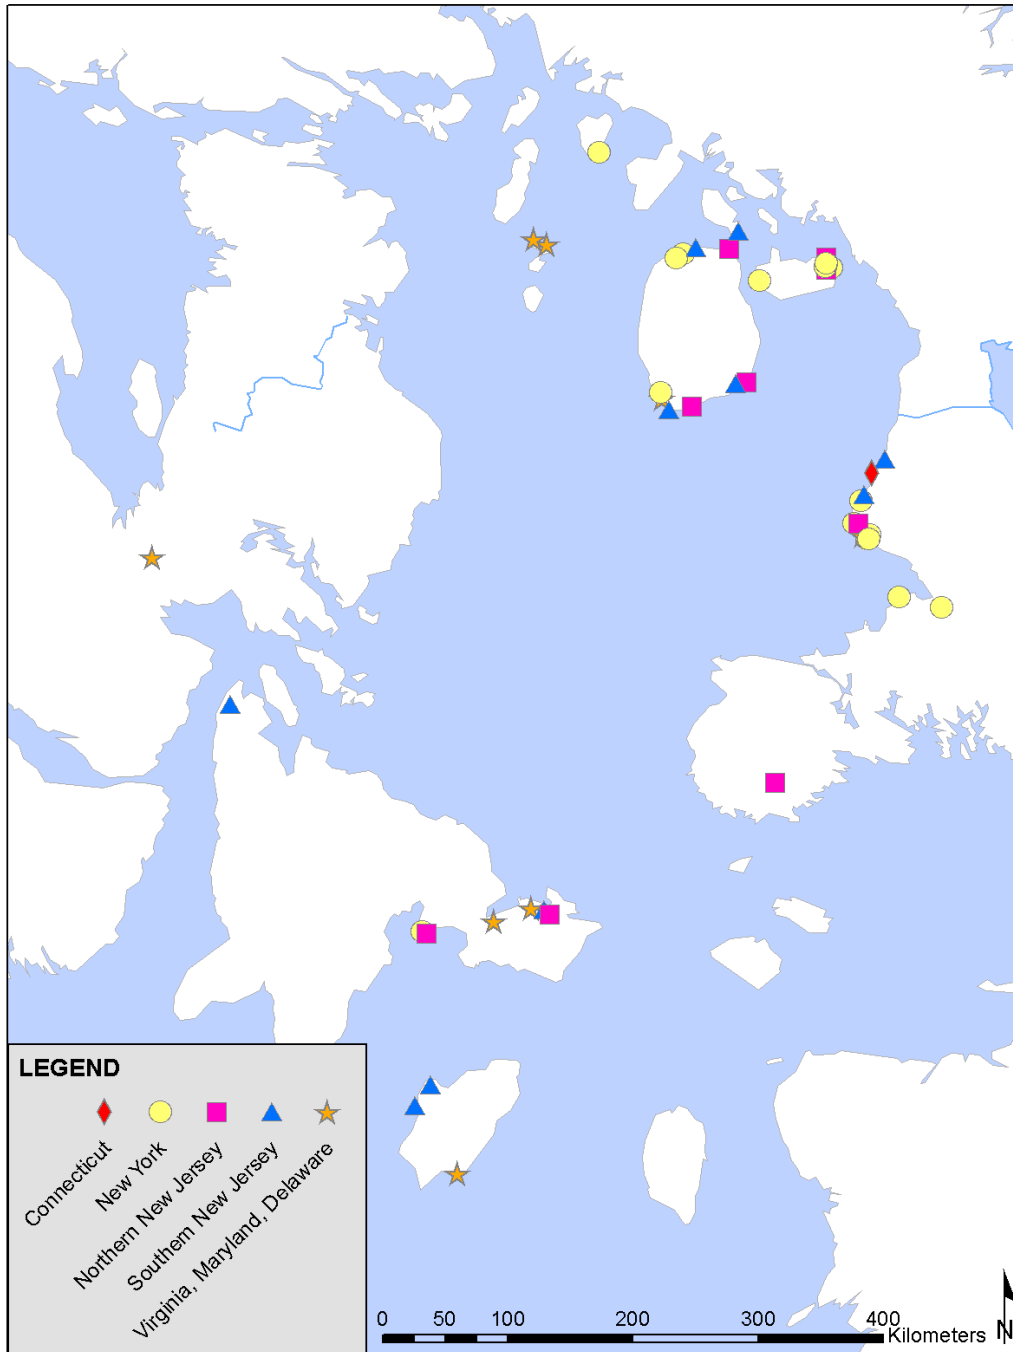 LEGEND
Connecticut
New York
Northern New Jersey
Southern New Jersey
Virginia, Maryland, Delaware
0 50 100 200 300 400
Kilometers
N